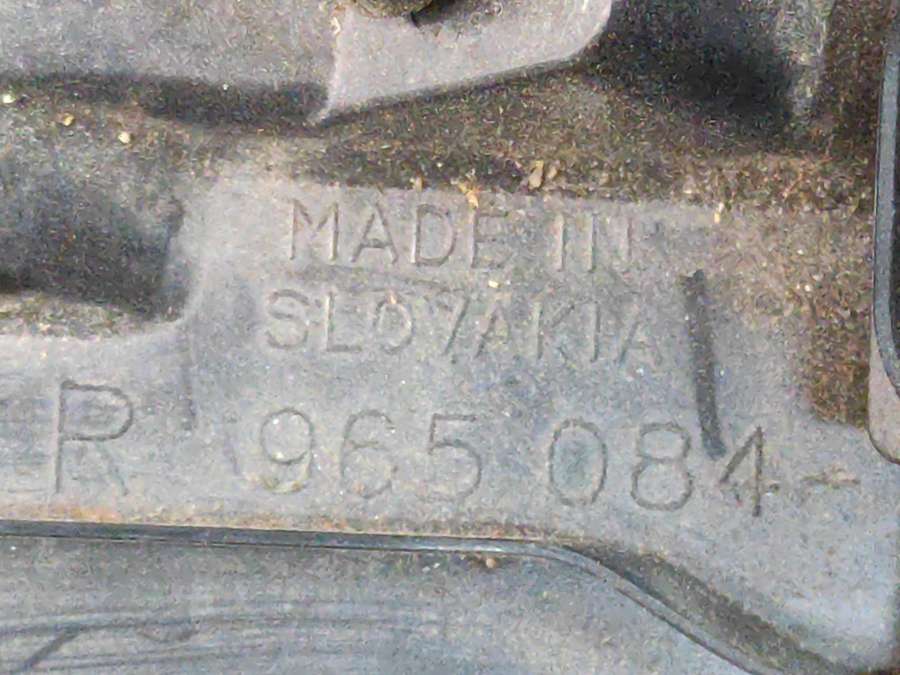 MADE IN
SLOVAKIA
R 965 084-